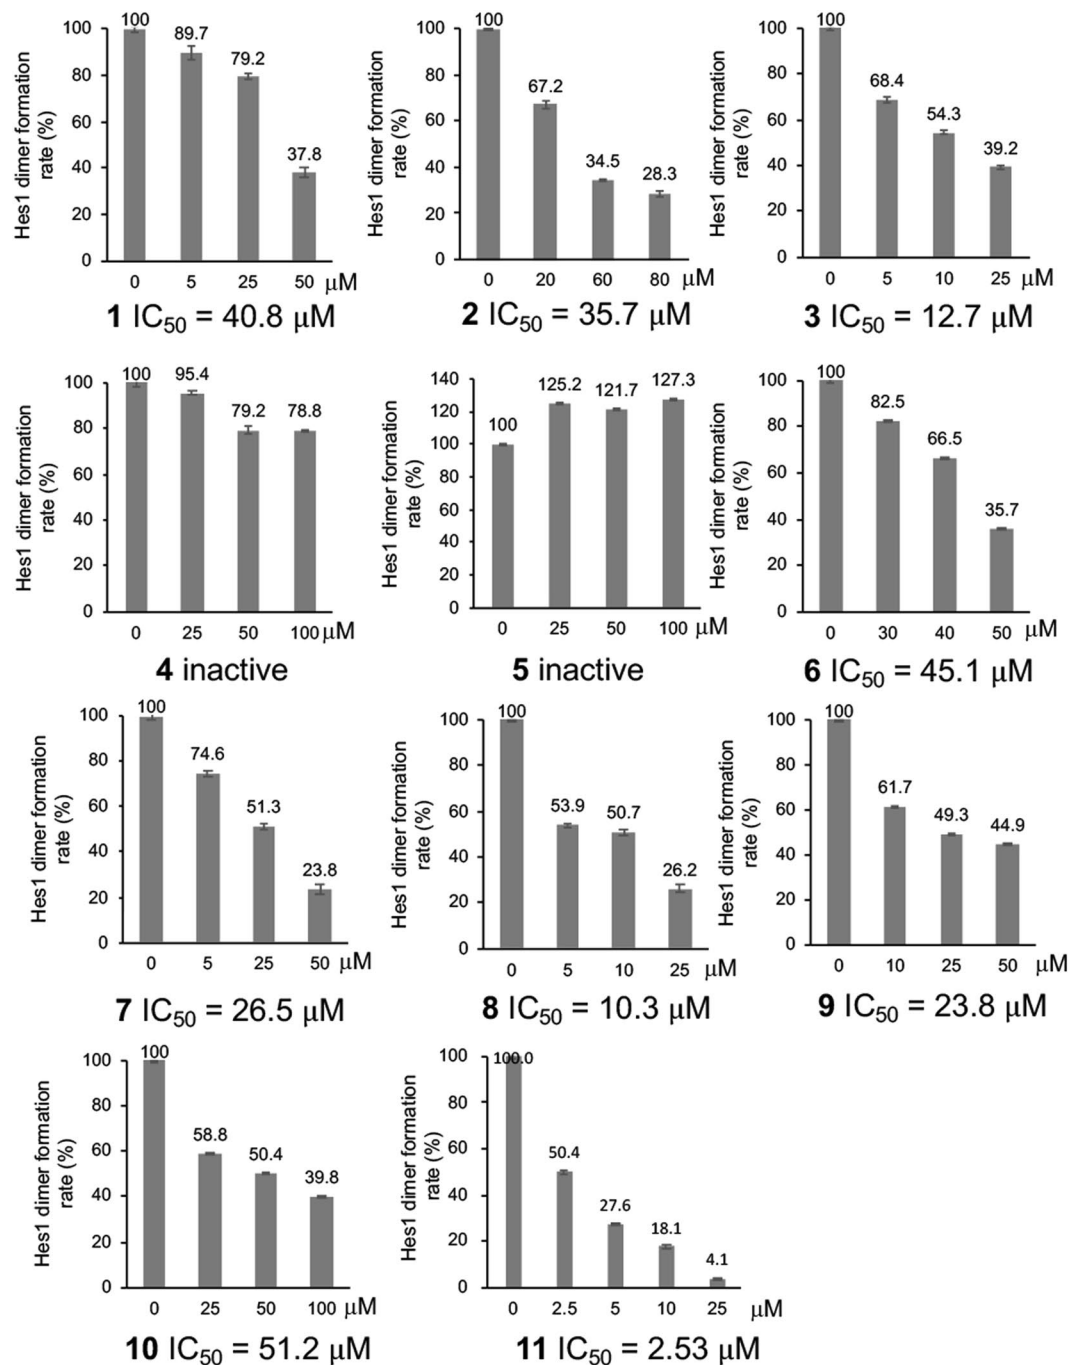 Hes1 dimer formation
rate (%)
100
80
60
40
20
0
100
89.7
79.2
37.8
0 5 25 50 μM
1 IC50 = 40.8 μM
Hes1 dimer formation
rate (%)
100
80
60
40
20
0
100
67.2
34.5
28.3
0 20 60 80 μM
2 IC50 = 35.7 μM
Hes1 dimer formation
rate (%)
100
80
60
40
20
0
100
68.4
54.3
39.2
0 5 10 25 μM
3 IC50 = 12.7 μM
Hes1 dimer formation
rate (%)
100
80
60
40
20
0
100
95.4
79.2
78.8
0 25 50 100 μM
4 inactive
Hes1 dimer formation
rate (%)
140
120
100
80
60
40
20
0
100
125.2
121.7
127.3
0 25 50 100 μM
5 inactive
Hes1 dimer formation
rate (%)
100
80
60
40
20
0
100
82.5
66.5
35.7
0 30 40 50 μM
6 IC50 = 45.1 μM
Hes1 dimer formation
rate (%)
100
80
60
40
20
0
100
74.6
51.3
23.8
0 5 25 50 μM
7 IC50 = 26.5 μM
Hes1 dimer formation
rate (%)
100
80
60
40
20
0
100
53.9
50.7
26.2
0 5 10 25 μM
8 IC50 = 10.3 μM
Hes1 dimer formation
rate (%)
100
80
60
40
20
0
100
61.7
49.3
44.9
0 10 25 50 μM
9 IC50 = 23.8 μM
Hes1 dimer formation
rate (%)
100
80
60
40
20
0
100
58.8
50.4
39.8
0 25 50 100 μM
10 IC50 = 51.2 μM
Hes1 dimer formation
rate (%)
100
80
60
40
20
0
100.0
50.4
27.6
18.1
4.1
0 2.5 5 10 25 μM
11 IC50 = 2.53 μM